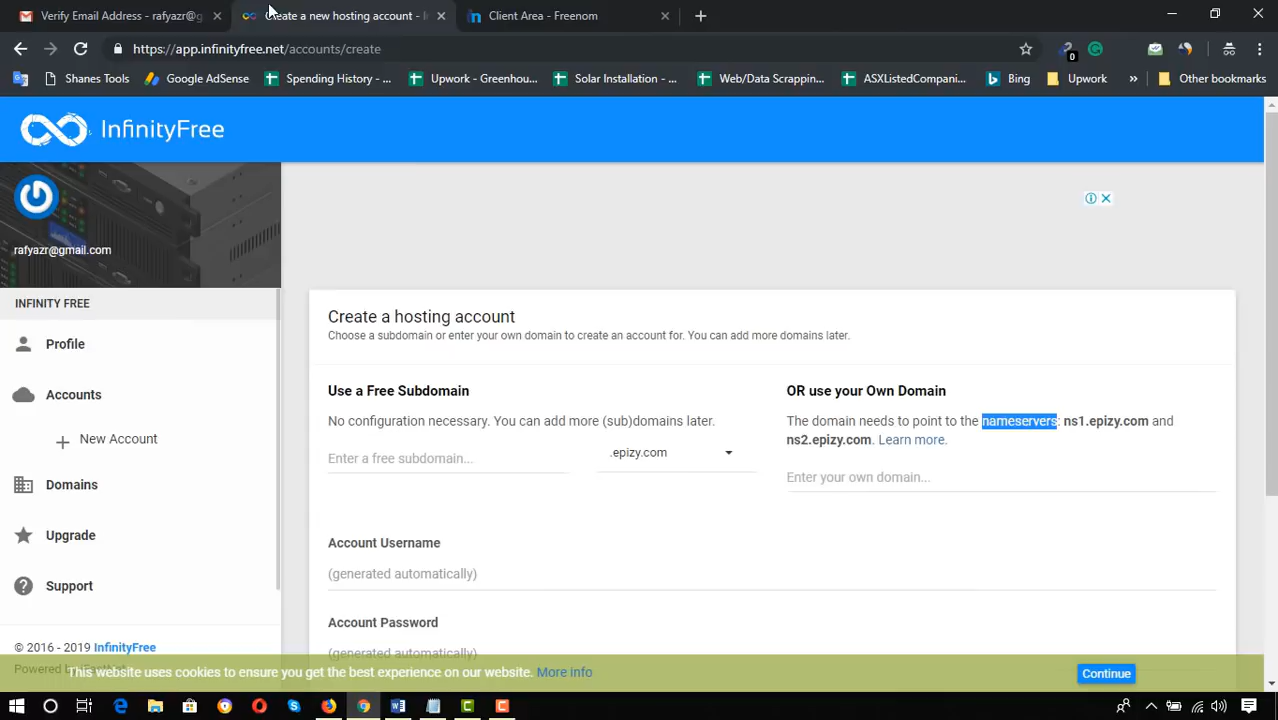 Verify Email Address - rafyazr@g
Create a new hosting account - I
Client Area - Freenom
https://app.infinityfree.net/accounts/create
0
Shanes Tools
Google AdSense
Spending History - ...
Upwork - Greenhou...
Solar Installation - ...
Web/Data Scrappin...
ASXListedCompani...
Bing
Upwork
»
Other bookmarks
InfinityFree
rafyazr@gmail.com
INFINITY FREE
Profile
Accounts
New Account
Domains
Upgrade
Support
© 2016 - 2019 InfinityFree
Powered by
Create a hosting account
Choose a subdomain or enter your own domain to create an account for. You can add more domains later.
Use a Free Subdomain
No configuration necessary. You can add more (sub)domains later.
Enter a free subdomain...
.epizy.com
OR use your Own Domain
The domain needs to point to the nameservers: ns1.epizy.com and
ns2.epizy.com. Learn more.
Enter your own domain...
Account Username
(generated automatically)
Account Password
(generated automatically)
This website uses cookies to ensure you get the best experience on our website. More info
Continue